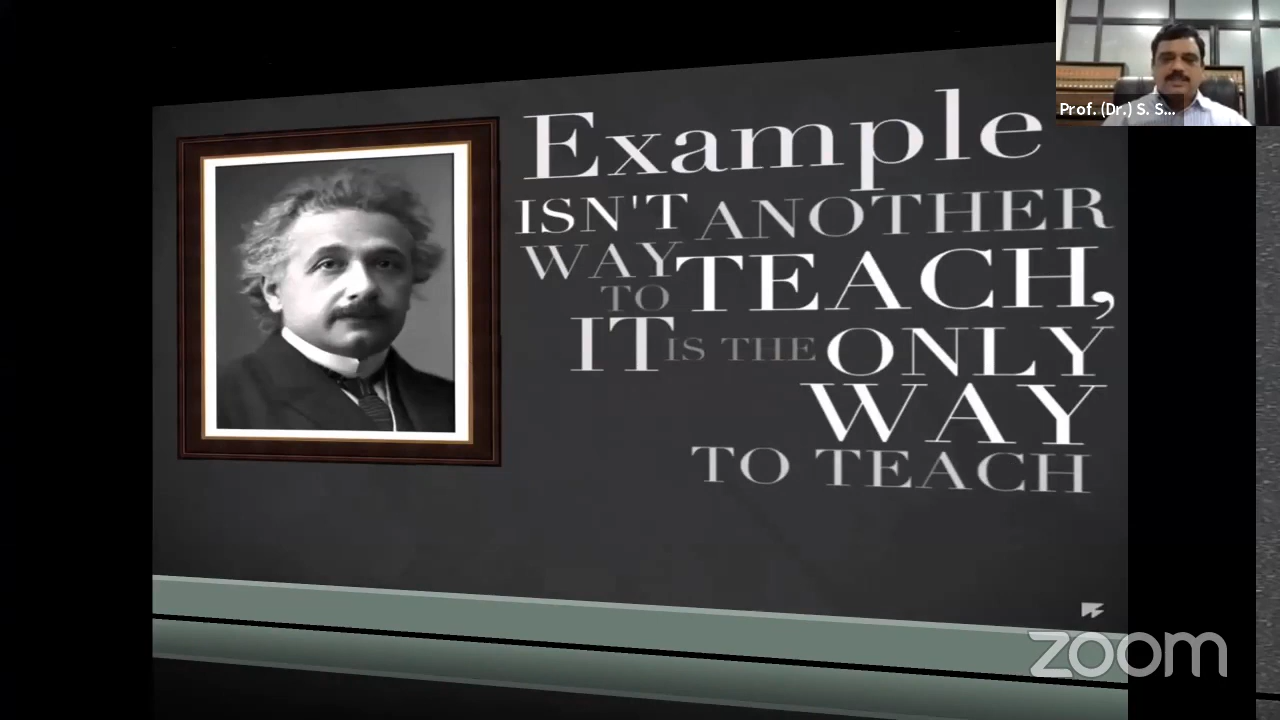 Prof. (Dr.) S. S...
Example
ISN'T ANOTHER
WAY
TO TEACH,
IT IS THE ONLY
WAY
TO TEACH
zoom